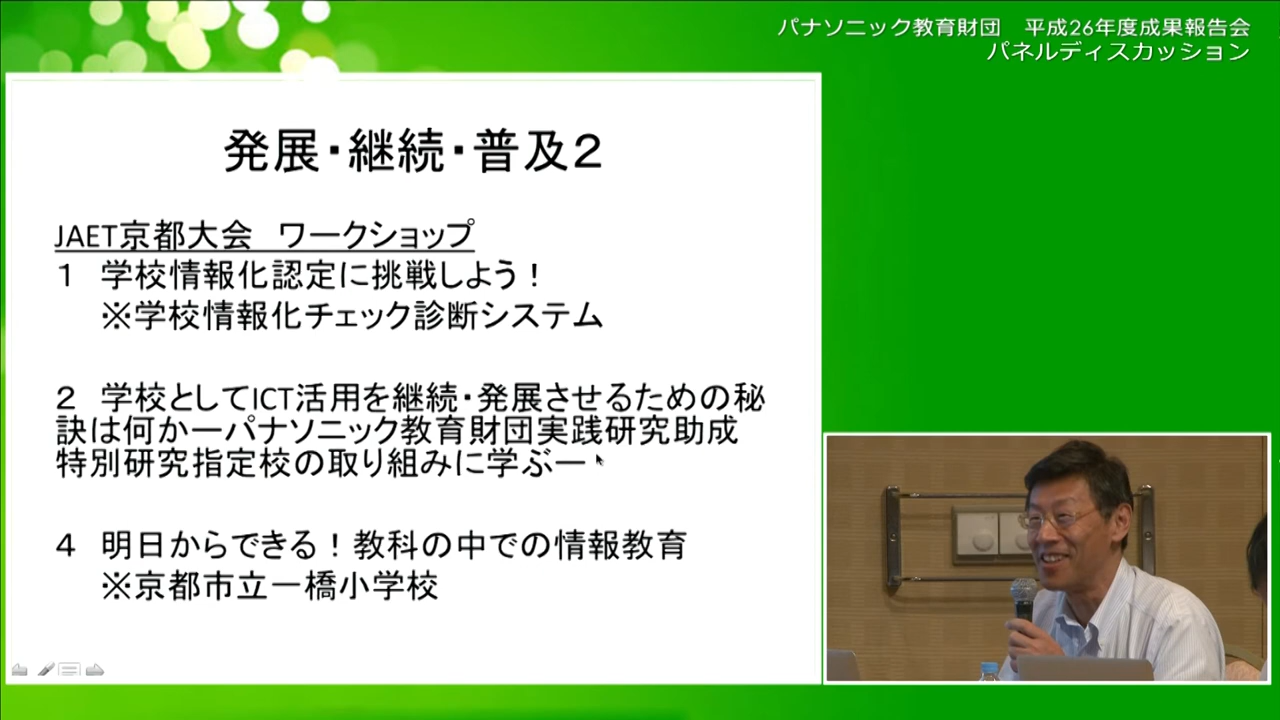 パナソニック教育財団　平成26年度成果報告会
パネルディスカッション
発展・継続・普及２
JAET京都大会　ワークショップ
１　学校情報化認定に挑戦しよう！
※学校情報化チェック診断システム
２　学校としてICT活用を継続・発展させるための秘
訣は何かーパナソニック教育財団実践研究助成
特別研究指定校の取り組みに学ぶー
４　明日からできる！教科の中での情報教育
※京都市立一橋小学校